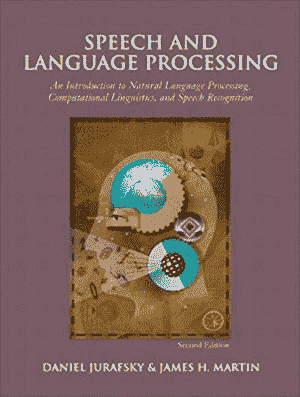 SPEECH AND
LANGUAGE PROCESSING
An Introduction to Natural Language Processing,
Computational Linguistics, and Speech Recognition
Second Edition
DANIEL JURAFSKY & JAMES H. MARTIN